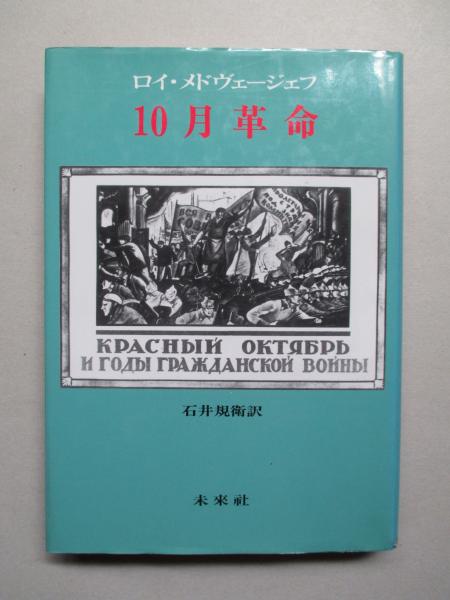 ロイ・メドヴェージェフ
10月革命
КРАСНЫЙ ОКТЯБРЬ
И ГОДЫ ГРАЖДАНСКОЙ ВОЙНЫ
石井規衛訳
未來社